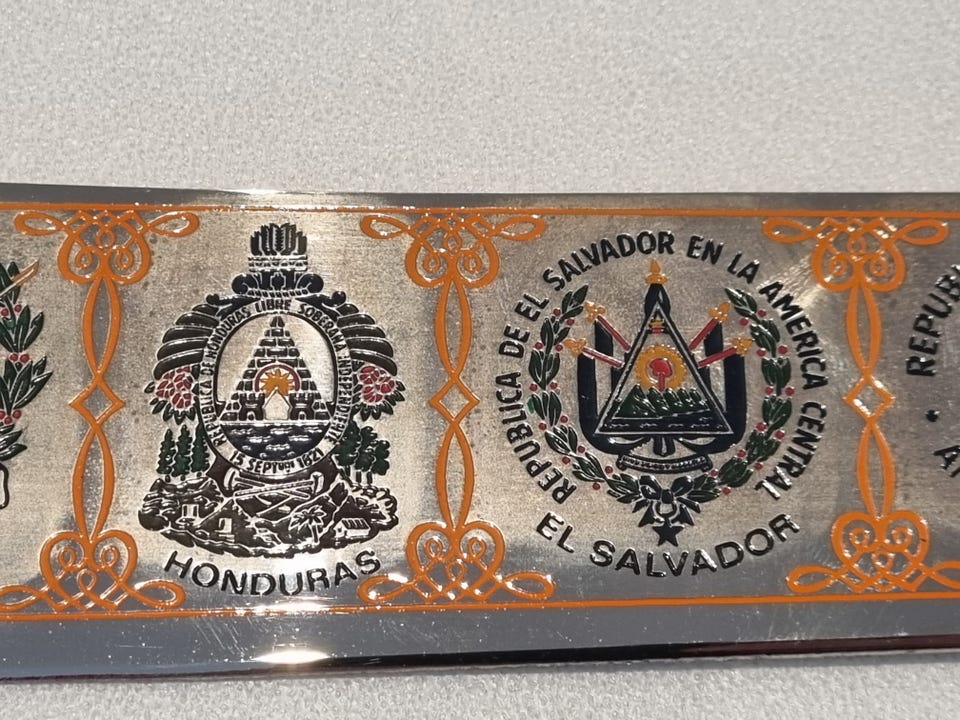 REPUBLICA DE HONDURAS LIBRE SOBERANA INDEPENDIENTE
15 SEPTBRE 1821
HONDURAS
REPUBLICA DE EL SALVADOR EN LA AMERICA CENTRAL
EL SALVADOR
REPUB